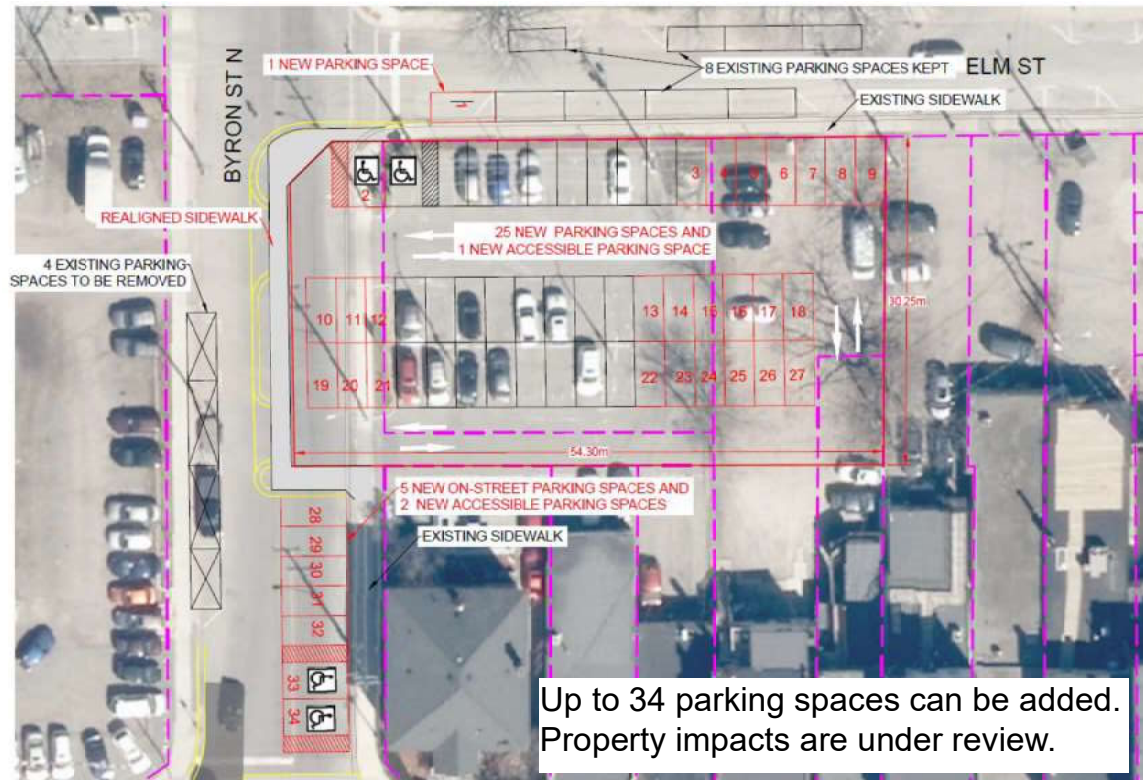 BYRON ST N
ELM ST
1 NEW PARKING SPACE
8 EXISTING PARKING SPACES KEPT
EXISTING SIDEWALK
1
2
3 4 5 6 7 8 9
REALIGNED SIDEWALK
25 NEW PARKING SPACES AND
1 NEW ACCESSIBLE PARKING SPACE
4 EXISTING PARKING
SPACES TO BE REMOVED
30.25m
10 11 12
13 14 15 16 17 18
19 20 21
22 23 24 25 26 27
54.30m
5 NEW ON-STREET PARKING SPACES AND
2 NEW ACCESSIBLE PARKING SPACES
EXISTING SIDEWALK
28
29
30
31
32
33
34
Up to 34 parking spaces can be added.
Property impacts are under review.